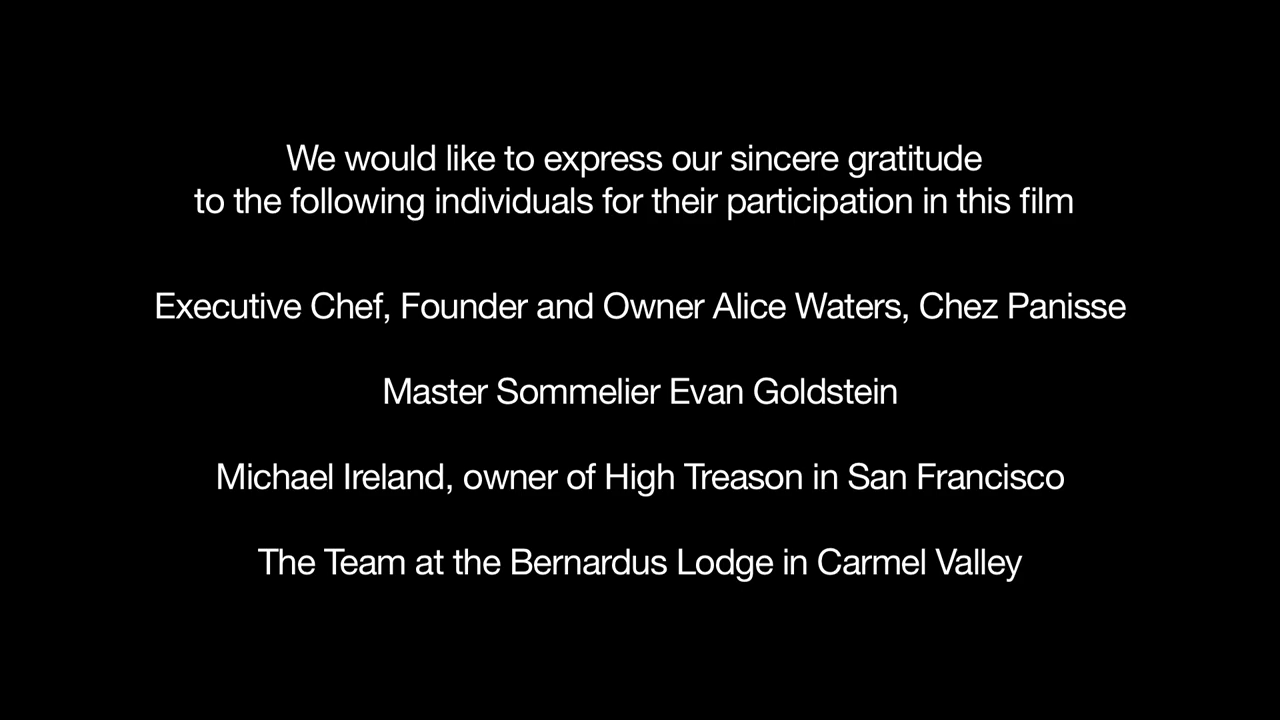 We would like to express our sincere gratitude
to the following individuals for their participation in this film
Executive Chef, Founder and Owner Alice Waters, Chez Panisse
Master Sommelier Evan Goldstein
Michael Ireland, owner of High Treason in San Francisco
The Team at the Bernardus Lodge in Carmel Valley